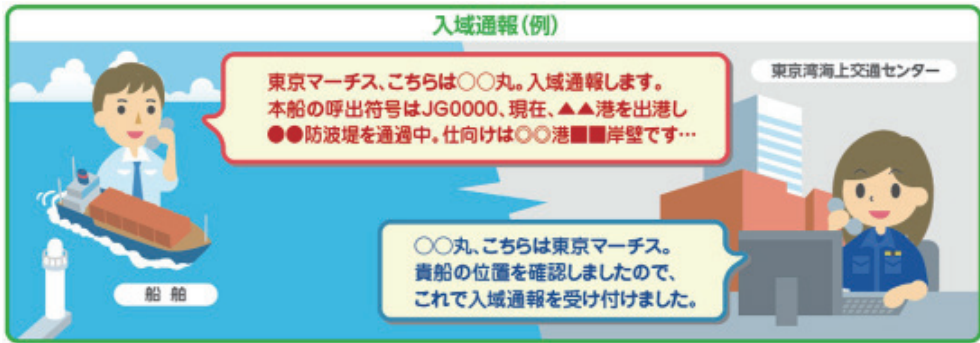 入域通報(例)
東京マーチス、こちらは○○丸。入域通報します。
本船の呼出符号はJG0000、現在、▲▲港を出港し
●●防波堤を通過中。仕向けは◎◎港■■岸壁です…
東京湾海上交通センター
○○丸、こちらは東京マーチス。
貴船の位置を確認しましたので、
これで入域通報を受け付けました。
船舶